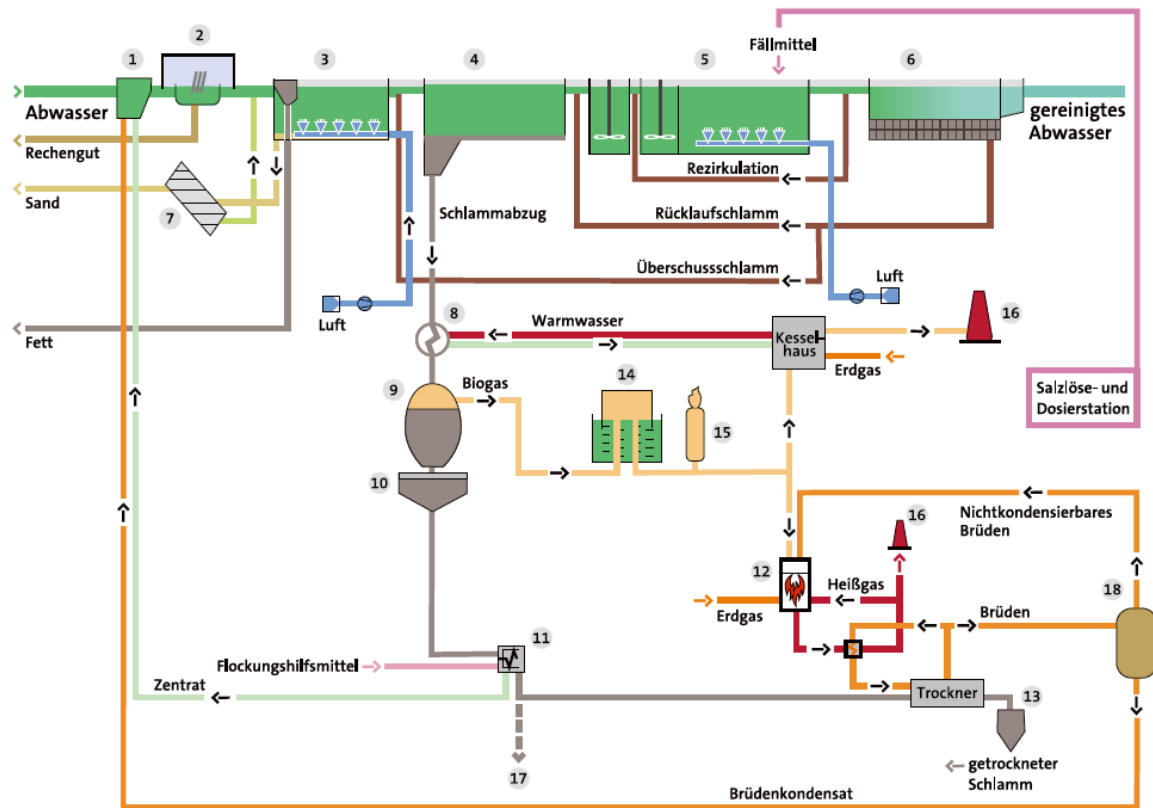 1
2
3
4
5
6
Fällmittel
Abwasser
gereinigtes
Abwasser
Rechengut
Sand
7
Rezirkulation
Schlammabzug
Rücklaufschlamm
Überschussschlamm
Luft
Luft
Fett
8
Warmwasser
Kessel
haus
16
Erdgas
9
Biogas
14
15
Salzlöse- und
Dosierstation
10
Nichtkondensierbares
Brüden
16
12
Heißgas
Erdgas
Brüden
18
11
Flockungshilfsmittel
Zentrat
Trockner
13
17
getrockneter
Schlamm
Brüdenkondensat